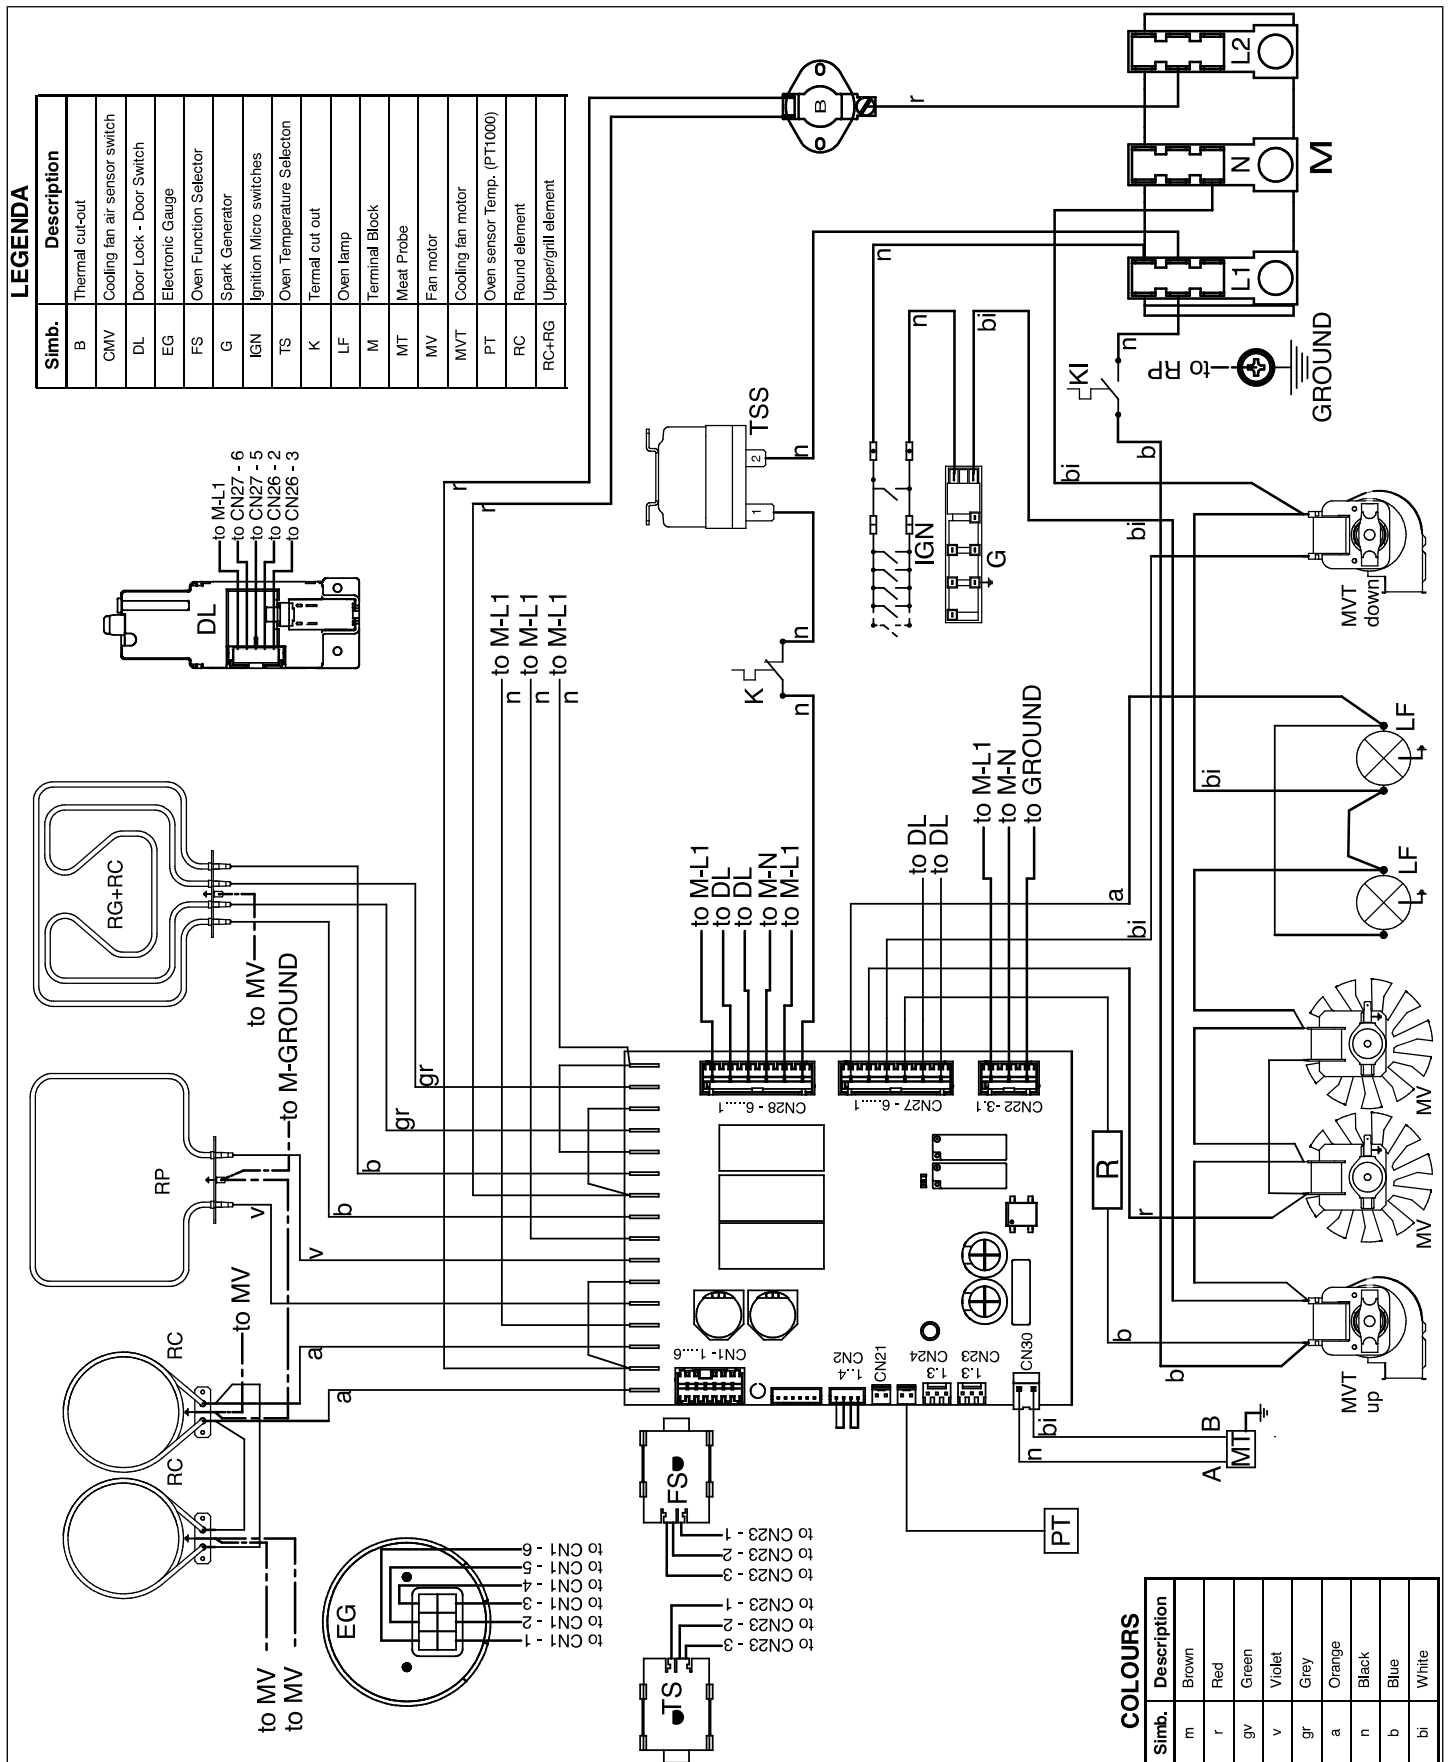 LEGENDA
Simb. Description
B Thermal cut-out
CMV Cooling fan air sensor switch
DL Door Lock - Door Switch
EG Electronic Gauge
FS Oven Function Selector
G Spark Generator
IGN Ignition Micro switches
TS Oven Temperature Selecton
K Termal cut out
LF Oven lamp
M Terminal Block
MT Meat Probe
MV Fan motor
MVT Cooling fan motor
PT Oven sensor Temp. (PT1000)
RC Round element
RC+RG Upper/grill element
DL
to M-L1
to CN27 - 6
to CN27 - 5
to CN26 - 2
to CN26 - 3
B
r
L2
N
L1
M
r
r
n
n
bi
n
KI
to RP
GROUND
b
bi
bi
TSS
1
2
n
IGN
G
n
K
n
to M-L1
to M-L1
to M-L1
n
n
n
RG+RC
to MV
RP
to M-GROUND
gr
gr
b
b
v
v
RC
to MV
RC
a
a
to MV
to MV
to M-L1
to DL
to DL
to M-N
to M-L1
to DL
to DL
to M-L1
to M-N
to GROUND
CN28 - 6.....1
CN27 - 6....1
CN22 -3.1
a
bi
bi
MVT
down
LF
LF
MV
MV
R
r
b
b
MVT
up
CN1- 1....6
CN2
1..4
CN21
CN24
1.3
CN23
1.3
CN30
bi
n
A
B
MT
PT
FS
to CN23 - 1
to CN23 - 2
to CN23 - 3
TS
to CN23 - 1
to CN23 - 2
to CN23 - 3
EG
to CN1 - 6
to CN1 - 5
to CN1 - 4
to CN1 - 3
to CN1 - 2
to CN1 - 1
COLOURS
Simb. Description
m Brown
r Red
gv Green
v Violet
gr Grey
a Orange
n Black
b Blue
bi White